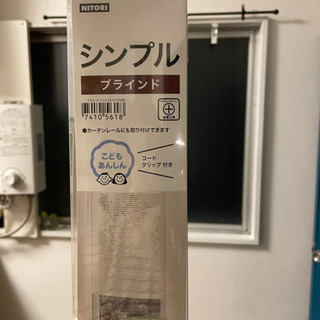 NITORI
シンプル
ブラインド
7410 5618
●カーテンレールにも取り付けできます
こども
あんしん
コード
クリップ 付き